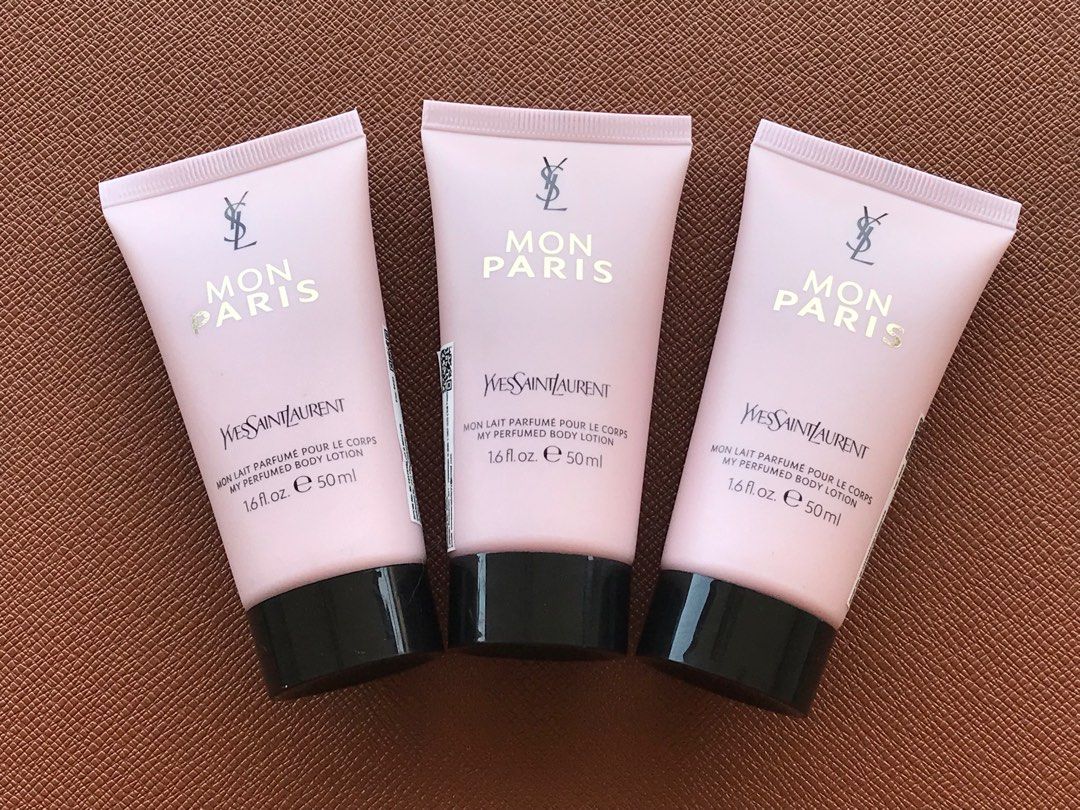 YSL
MON
PARIS
YVESSAINTLAURENT
MON LAIT PARFUMÉ POUR LE CORPS
MY PERFUMED BODY LOTION
1.6 fl. oz. e 50 ml
YSL
MON
PARIS
YVESSAINTLAURENT
MON LAIT PARFUMÉ POUR LE CORPS
MY PERFUMED BODY LOTION
1.6 fl. oz. e 50 ml
YSL
MON
PARIS
YVESSAINTLAURENT
MON LAIT PARFUMÉ POUR LE CORPS
MY PERFUMED BODY LOTION
1.6 fl. oz. e 50 ml